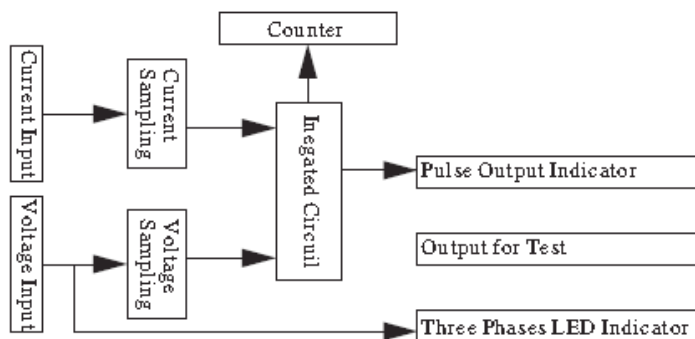 Counter
Current Input
Current
Sampling
Inegated Circuil
Pulse Output Indicator
Voltage Input
Voltage
Sampling
Output for Test
Three Phases LED Indicator